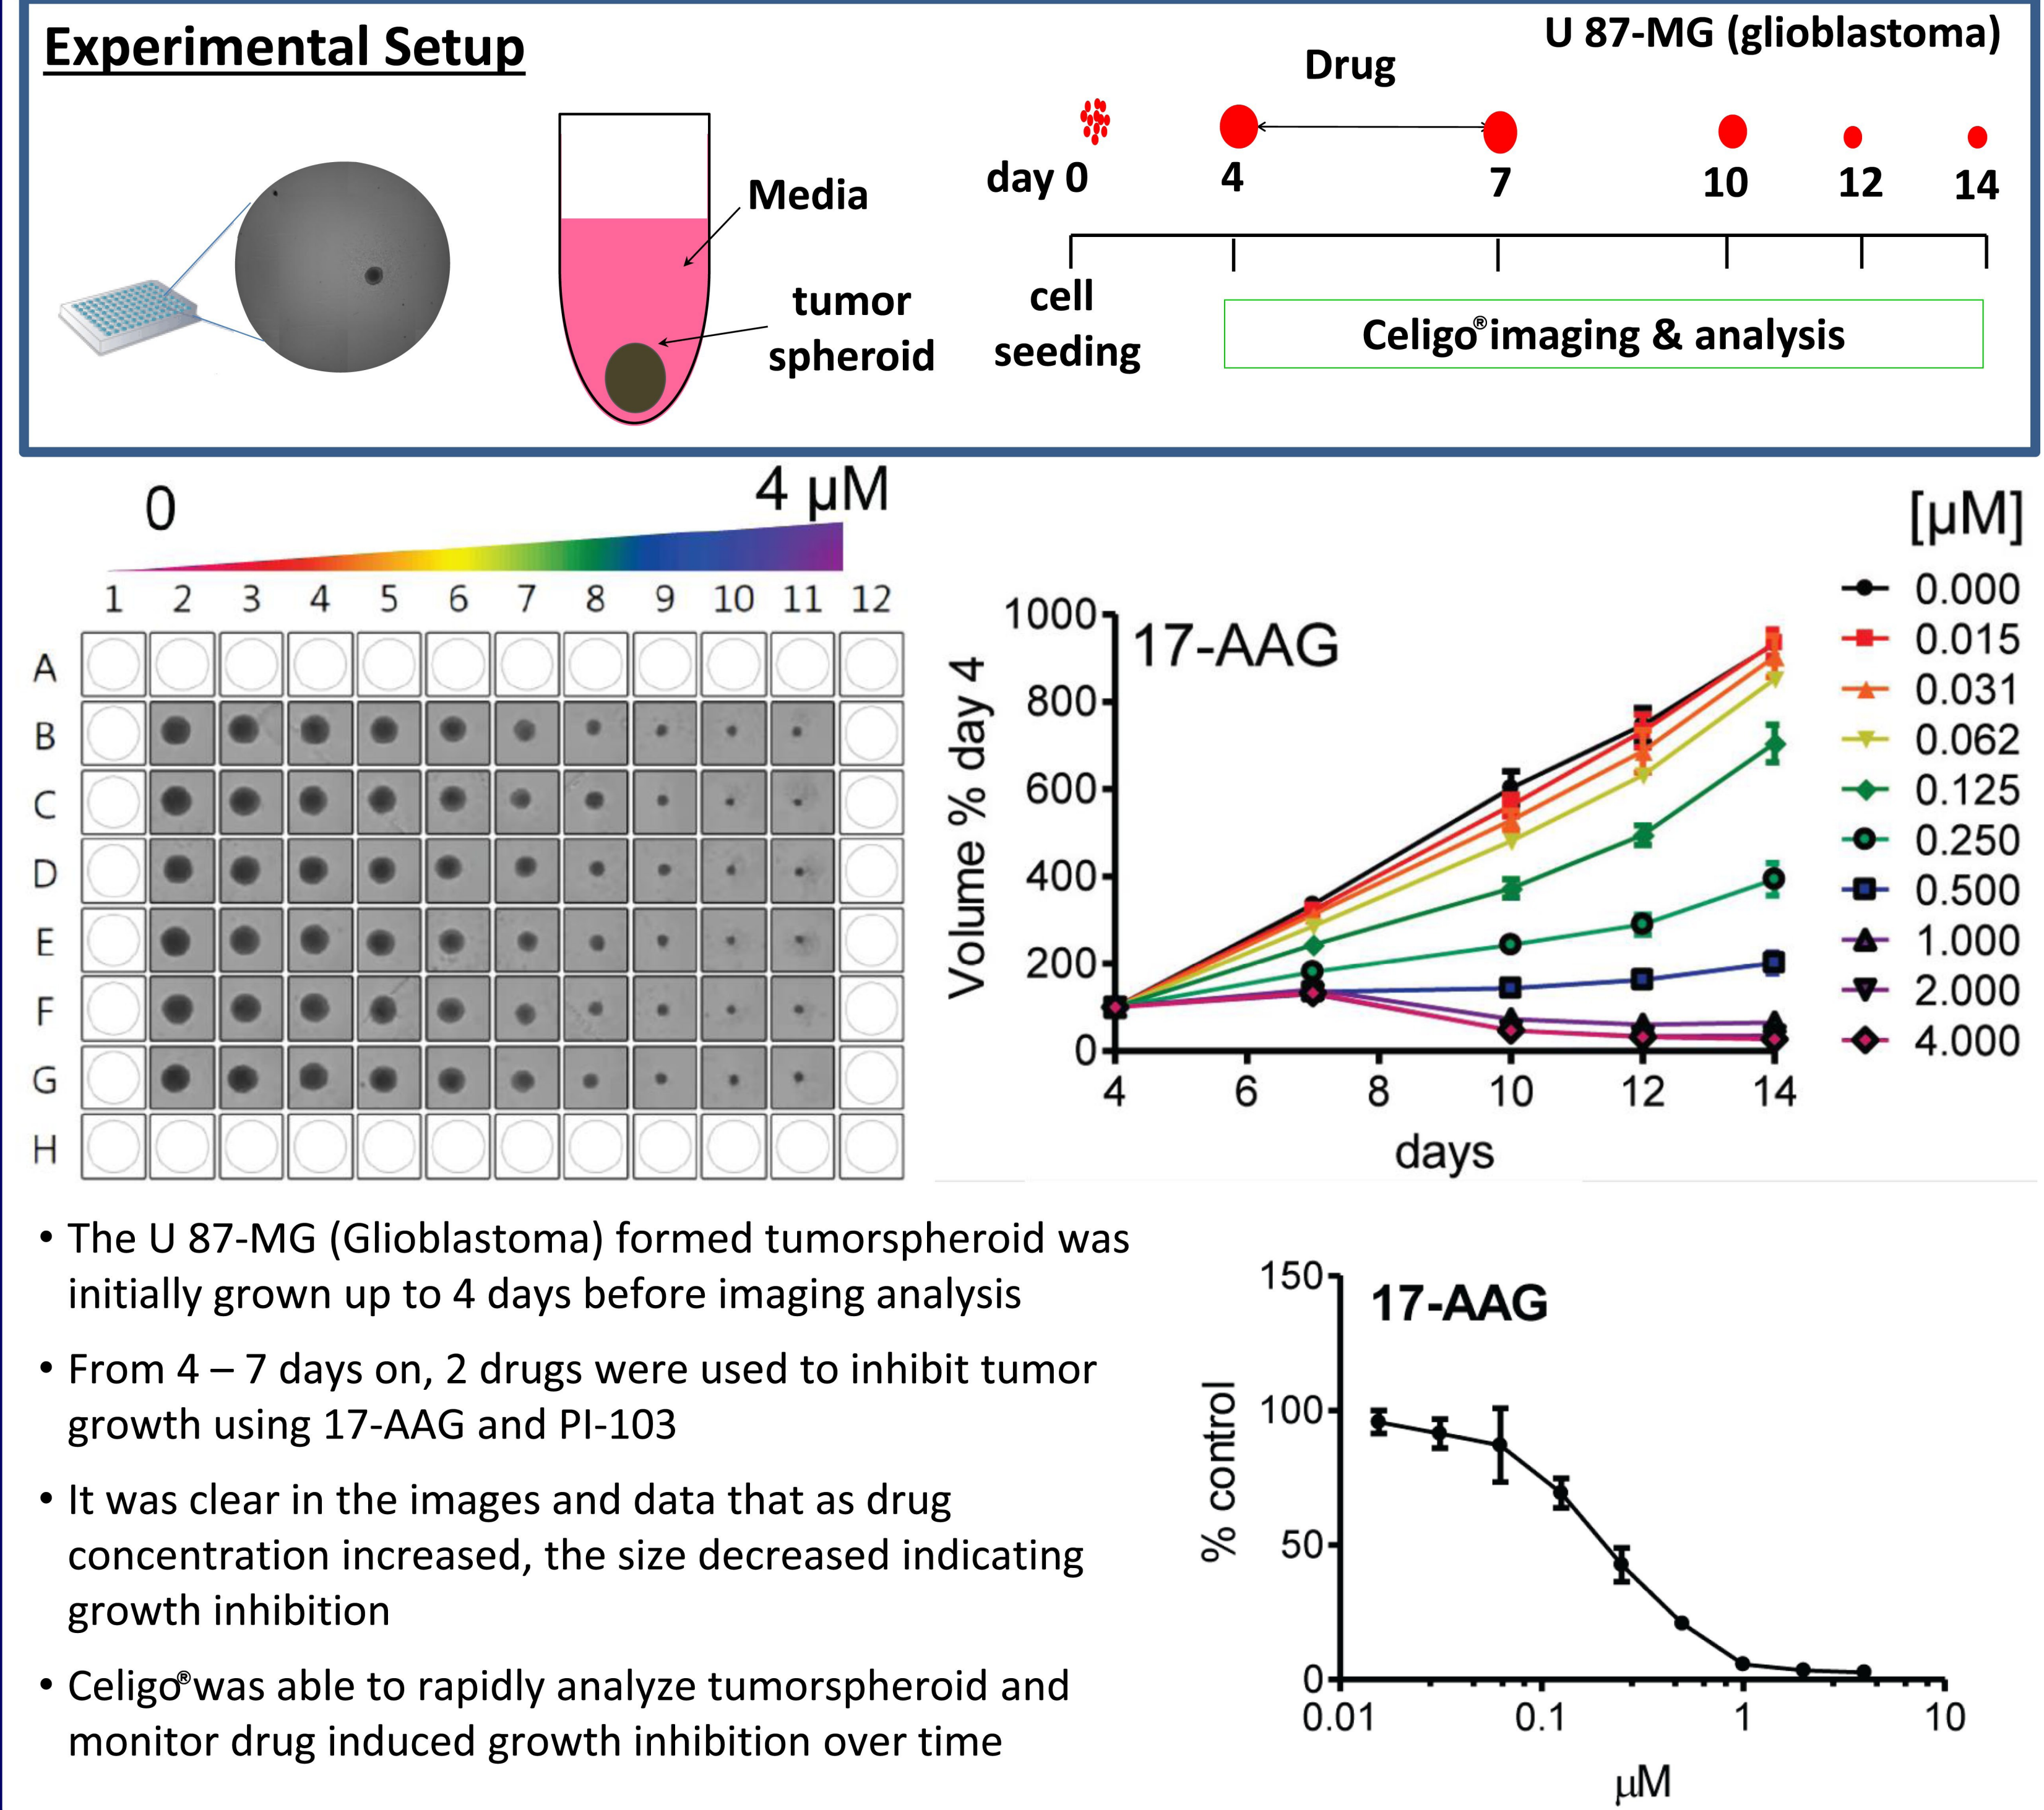 Experimental Setup
U 87-MG (glioblastoma)
Drug
day 0 4 7 10 12 14
Media
tumor
spheroid
cell
seeding
Celigo® imaging & analysis
0
4 µM
1 2 3 4 5 6 7 8 9 10 11 12
A
B
C
D
E
F
G
H
17-AAG
Volume % day 4
1000
800
600
400
200
0
4 6 8 10 12 14
days
[µM]
0.000
0.015
0.031
0.062
0.125
0.250
0.500
1.000
2.000
4.000
• The U 87-MG (Glioblastoma) formed tumorspheroid was
initially grown up to 4 days before imaging analysis
• From 4 – 7 days on, 2 drugs were used to inhibit tumor
growth using 17-AAG and PI-103
• It was clear in the images and data that as drug
concentration increased, the size decreased indicating
growth inhibition
• Celigo® was able to rapidly analyze tumorspheroid and
monitor drug induced growth inhibition over time
17-AAG
% control
150
100
50
0
0.01 0.1 1 10
µM